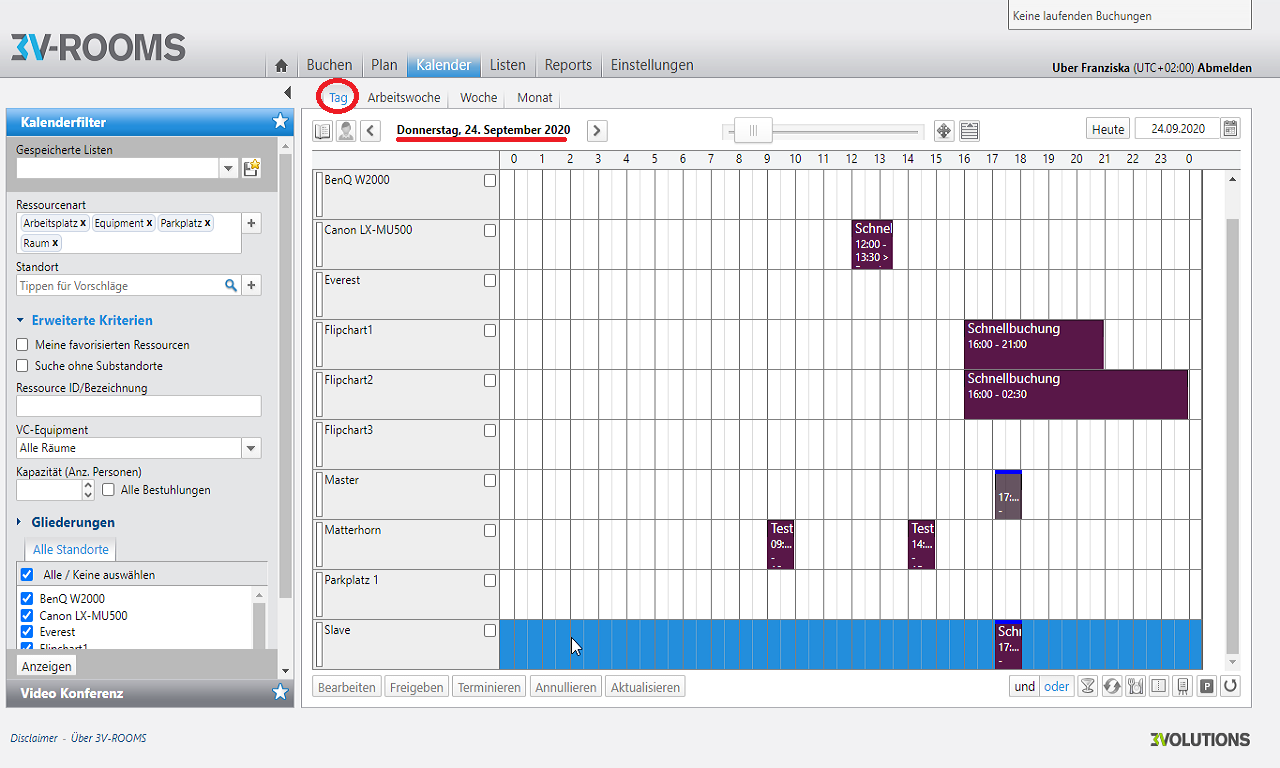 Keine laufenden Buchungen
3V-ROOMS
Buchen Plan Kalender Listen Reports Einstellungen
Uber Franziska (UTC+02:00) Abmelden
Tag Arbeitswoche Woche Monat
Kalenderfilter
Gespeicherte Listen
Ressourcenart
Arbeitsplatz x Equipment x Parkplatz x
Raum x
Standort
Tippen für Vorschläge
Erweiterte Kriterien
Meine favorisierten Ressourcen
Suche ohne Substandorte
Ressource ID/Bezeichnung
VC-Equipment
Alle Räume
Kapazität (Anz. Personen)
Alle Bestuhlungen
Gliederungen
Alle Standorte
Alle / Keine auswählen
BenQ W2000
Canon LX-MU500
Everest
Flipchart1
Anzeigen
Video Konferenz
Donnerstag, 24. September 2020
Heute 24.09.2020
0 1 2 3 4 5 6 7 8 9 10 11 12 13 14 15 16 17 18 19 20 21 22 23 0
BenQ W2000
Canon LX-MU500
Schnel
12:00 -
13:30 >
Everest
Flipchart1
Schnellbuchung
16:00 - 21:00
Flipchart2
Schnellbuchung
16:00 - 02:30
Flipchart3
Master
17:...
-
Matterhorn
Test
09:...
-
Test
14:...
-
Parkplatz 1
Slave
Schr
17:...
-
Bearbeiten Freigeben Terminieren Annullieren Aktualisieren
und oder
P
Disclaimer - Über 3V-ROOMS
3VOLUTIONS